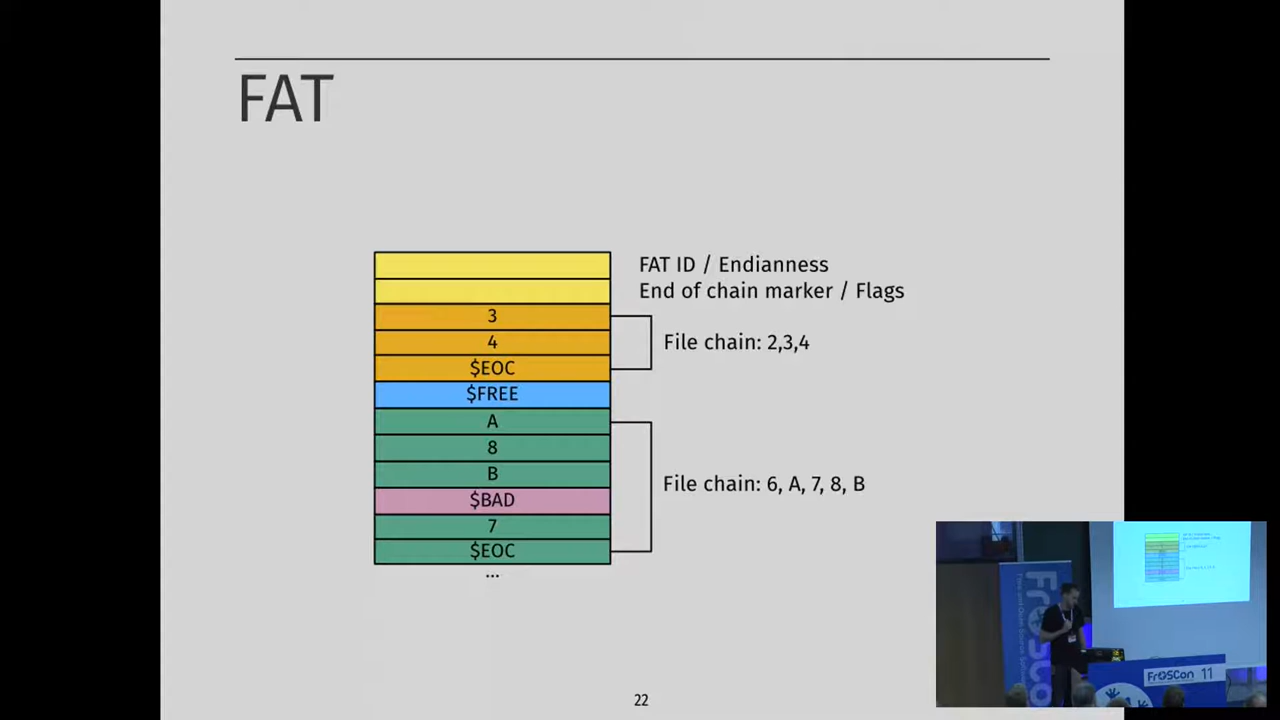 FAT
FAT ID / Endianness
End of chain marker / Flags
3
4
$EOC
File chain: 2,3,4
$FREE
A
8
B
File chain: 6, A, 7, 8, B
$BAD
7
$EOC
...
FrOSCon
FrOSCon 11
22